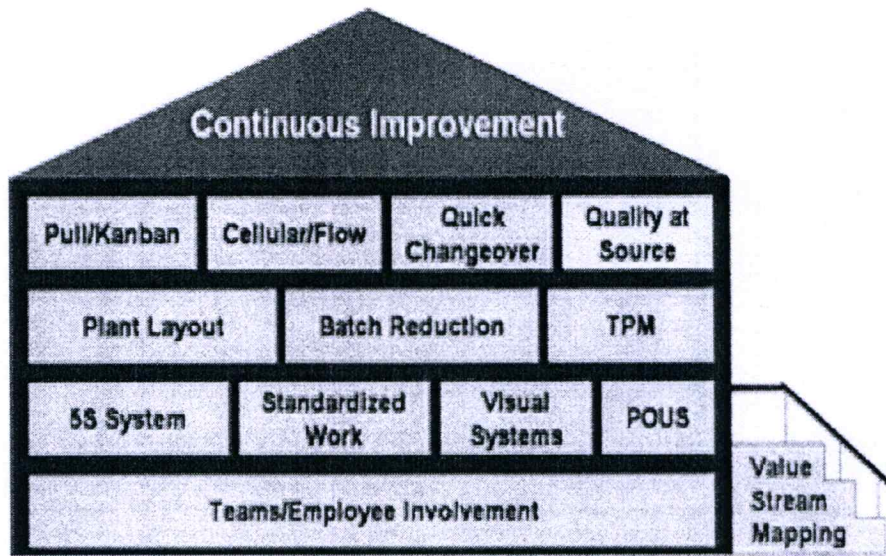 Continuous Improvement
Pull/Kanban
Cellular/Flow
Quick
Changeover
Quality at
Source
Plant Layout
Batch Reduction
TPM
5S System
Standardized
Work
Visual
Systems
POUS
Teams/Employee Involvement
Value
Stream
Mapping